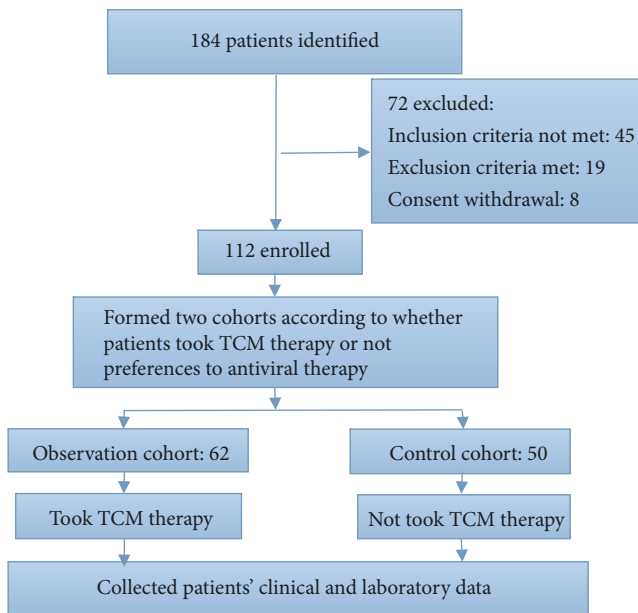 184 patients identified
72 excluded:
Inclusion criteria not met: 45
Exclusion criteria met: 19
Consent withdrawal: 8
112 enrolled
Formed two cohorts according to whether
patients took TCM therapy or not
preferences to antiviral therapy
Observation cohort: 62
Control cohort: 50
Took TCM therapy
Not took TCM therapy
Collected patients’ clinical and laboratory data